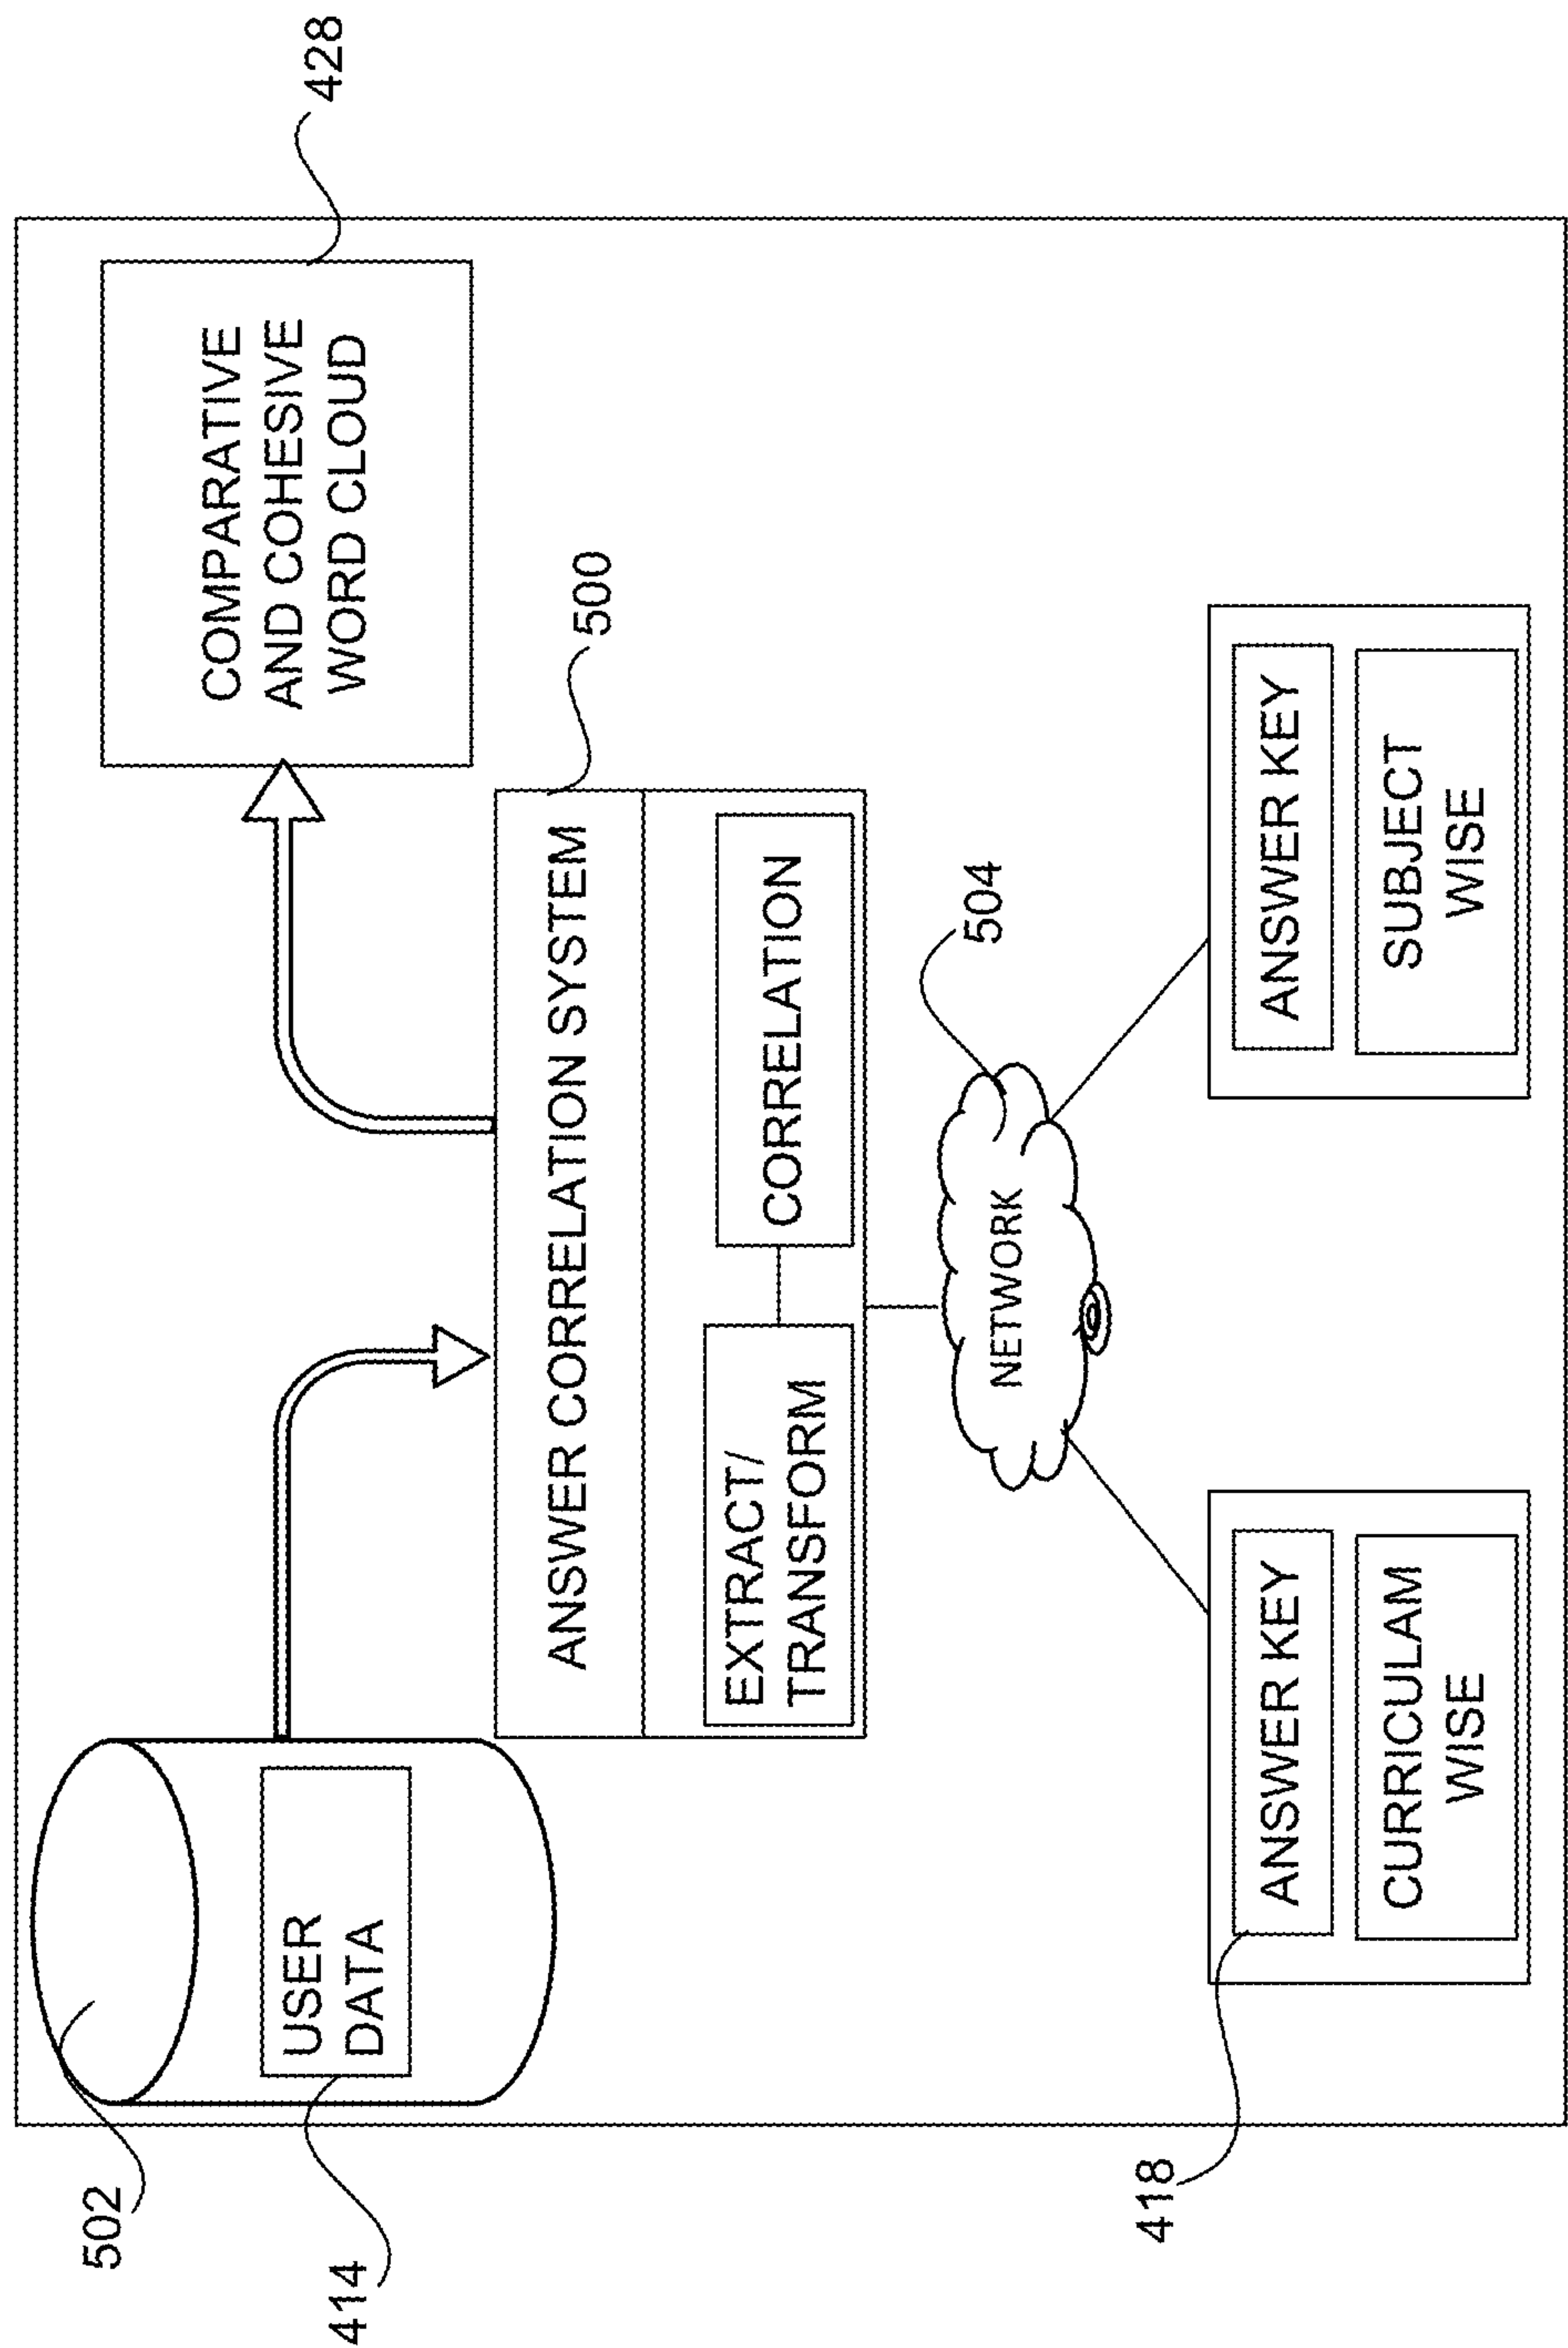 502
414
USER
DATA
COMPARATIVE
AND COHESIVE
WORD CLOUD
428
ANSWER CORRELATION SYSTEM
500
EXTRACT/
TRANSFORM
CORRELATION
NETWORK
504
418
ANSWER KEY
CURRICULAM
WISE
ANSWER KEY
SUBJECT
WISE